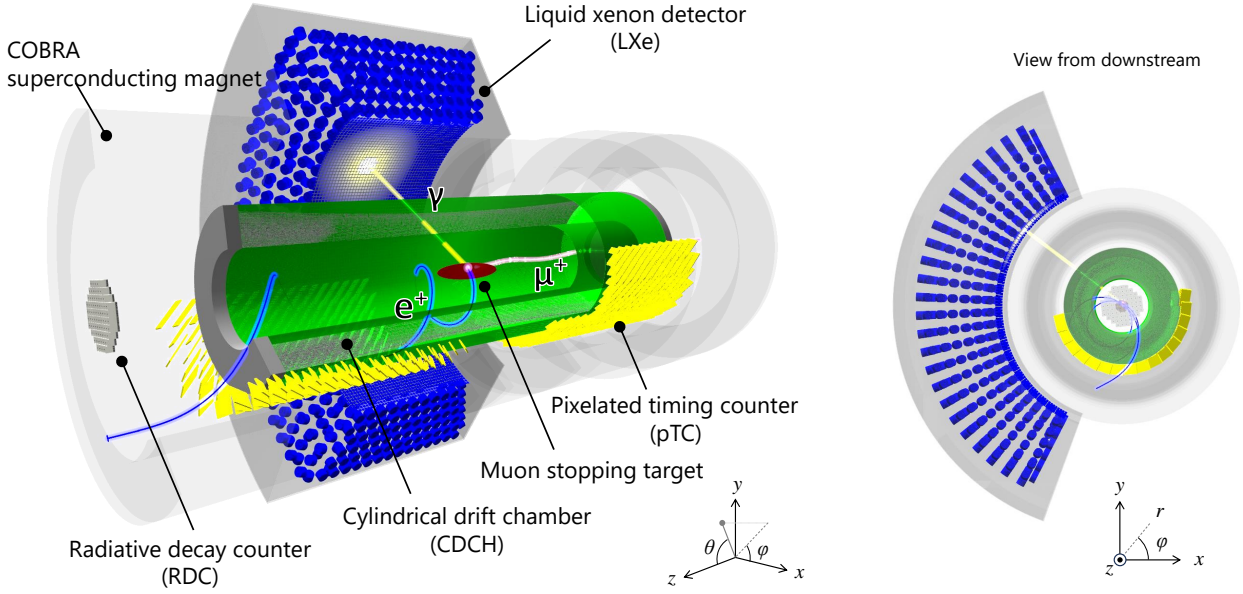 Liquid xenon detector
(LXe)
COBRA
superconducting magnet
View from downstream
γ
μ⁺
e⁺
Pixelated timing counter
(pTC)
Muon stopping target
Cylindrical drift chamber
(CDCH)
Radiative decay counter
(RDC)
y
θ
φ
z
x
y
r
φ
z
x